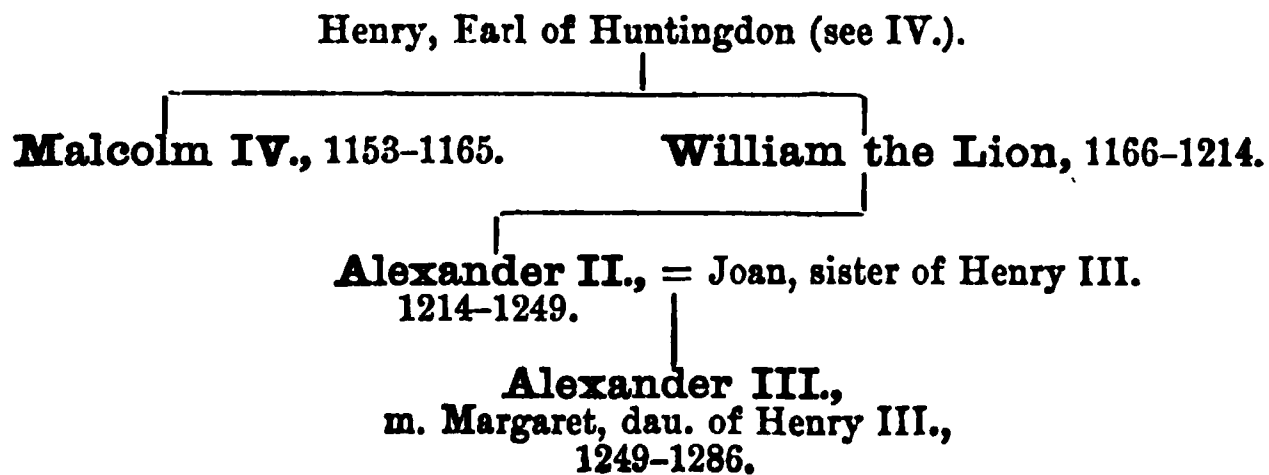 Henry, Earl of Huntingdon (see IV.).
Malcolm IV., 1153–1165. William the Lion, 1166–1214.
Alexander II., = Joan, sister of Henry III.
1214–1249.
Alexander III.,
m. Margaret, dau. of Henry III.,
1249–1286.